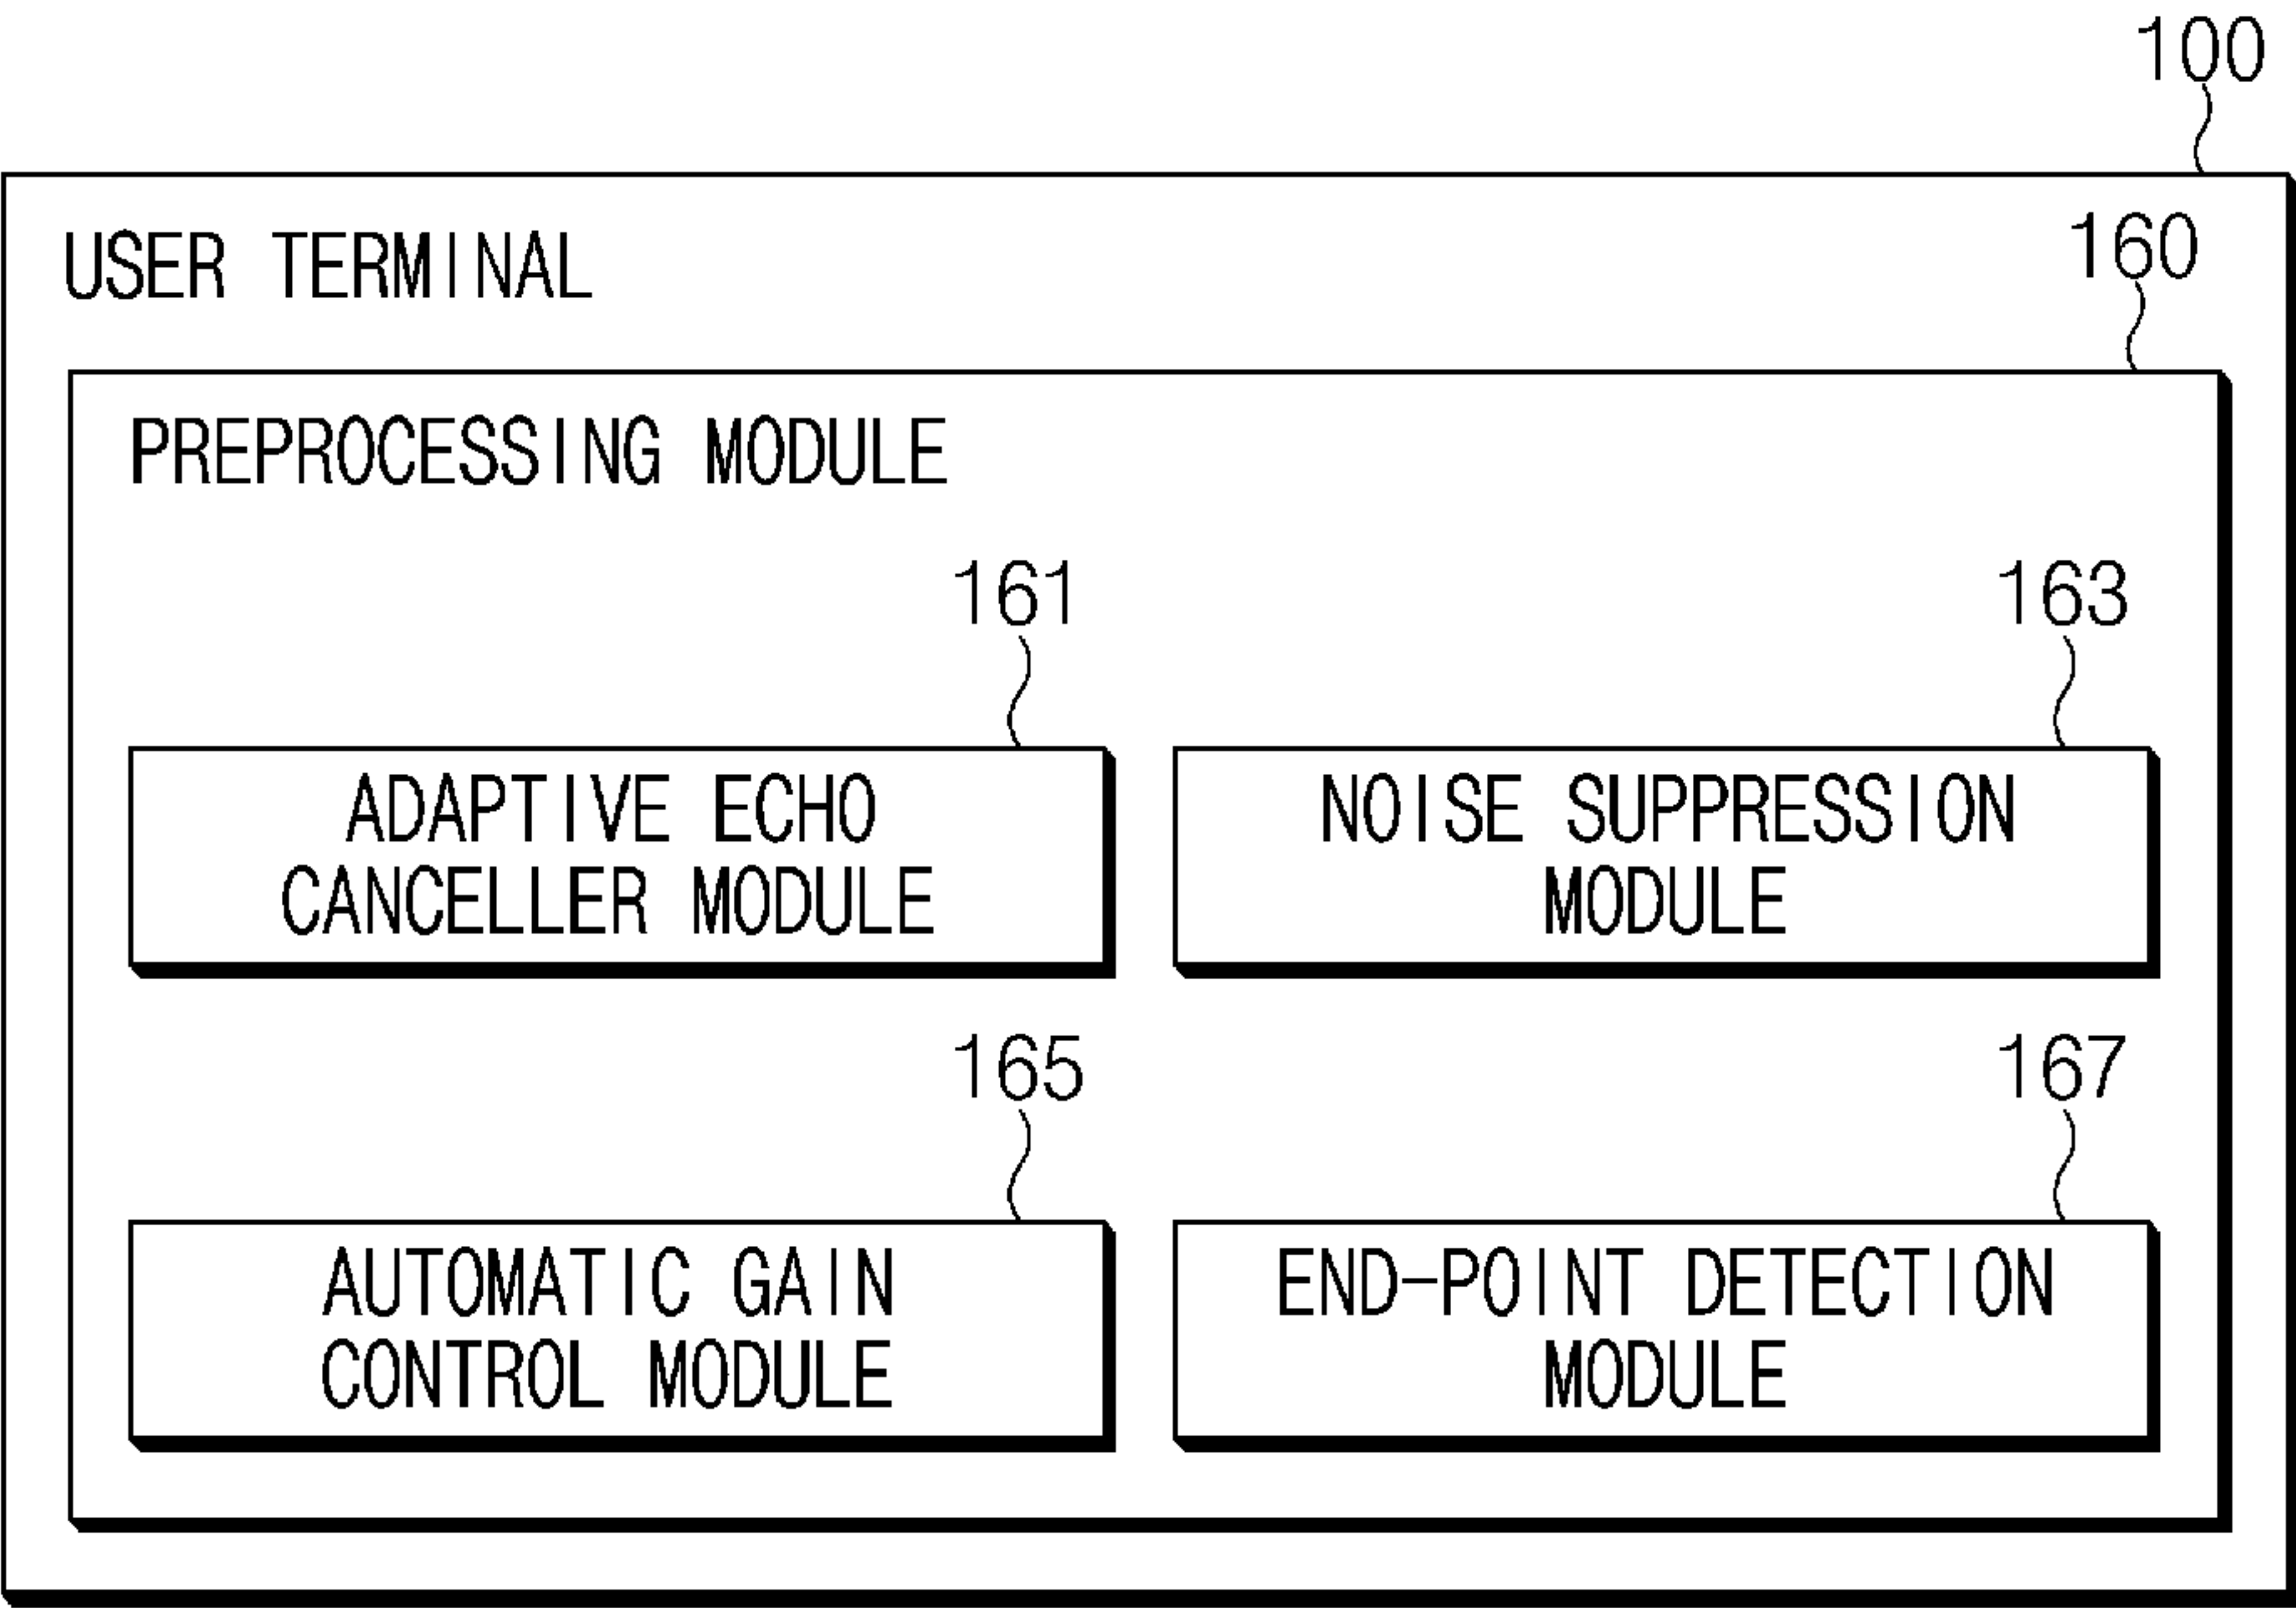 100
USER TERMINAL
160
PREPROCESSING MODULE
161
163
ADAPTIVE ECHO
CANCELLER MODULE
NOISE SUPPRESSION
MODULE
165
167
AUTOMATIC GAIN
CONTROL MODULE
END-POINT DETECTION
MODULE